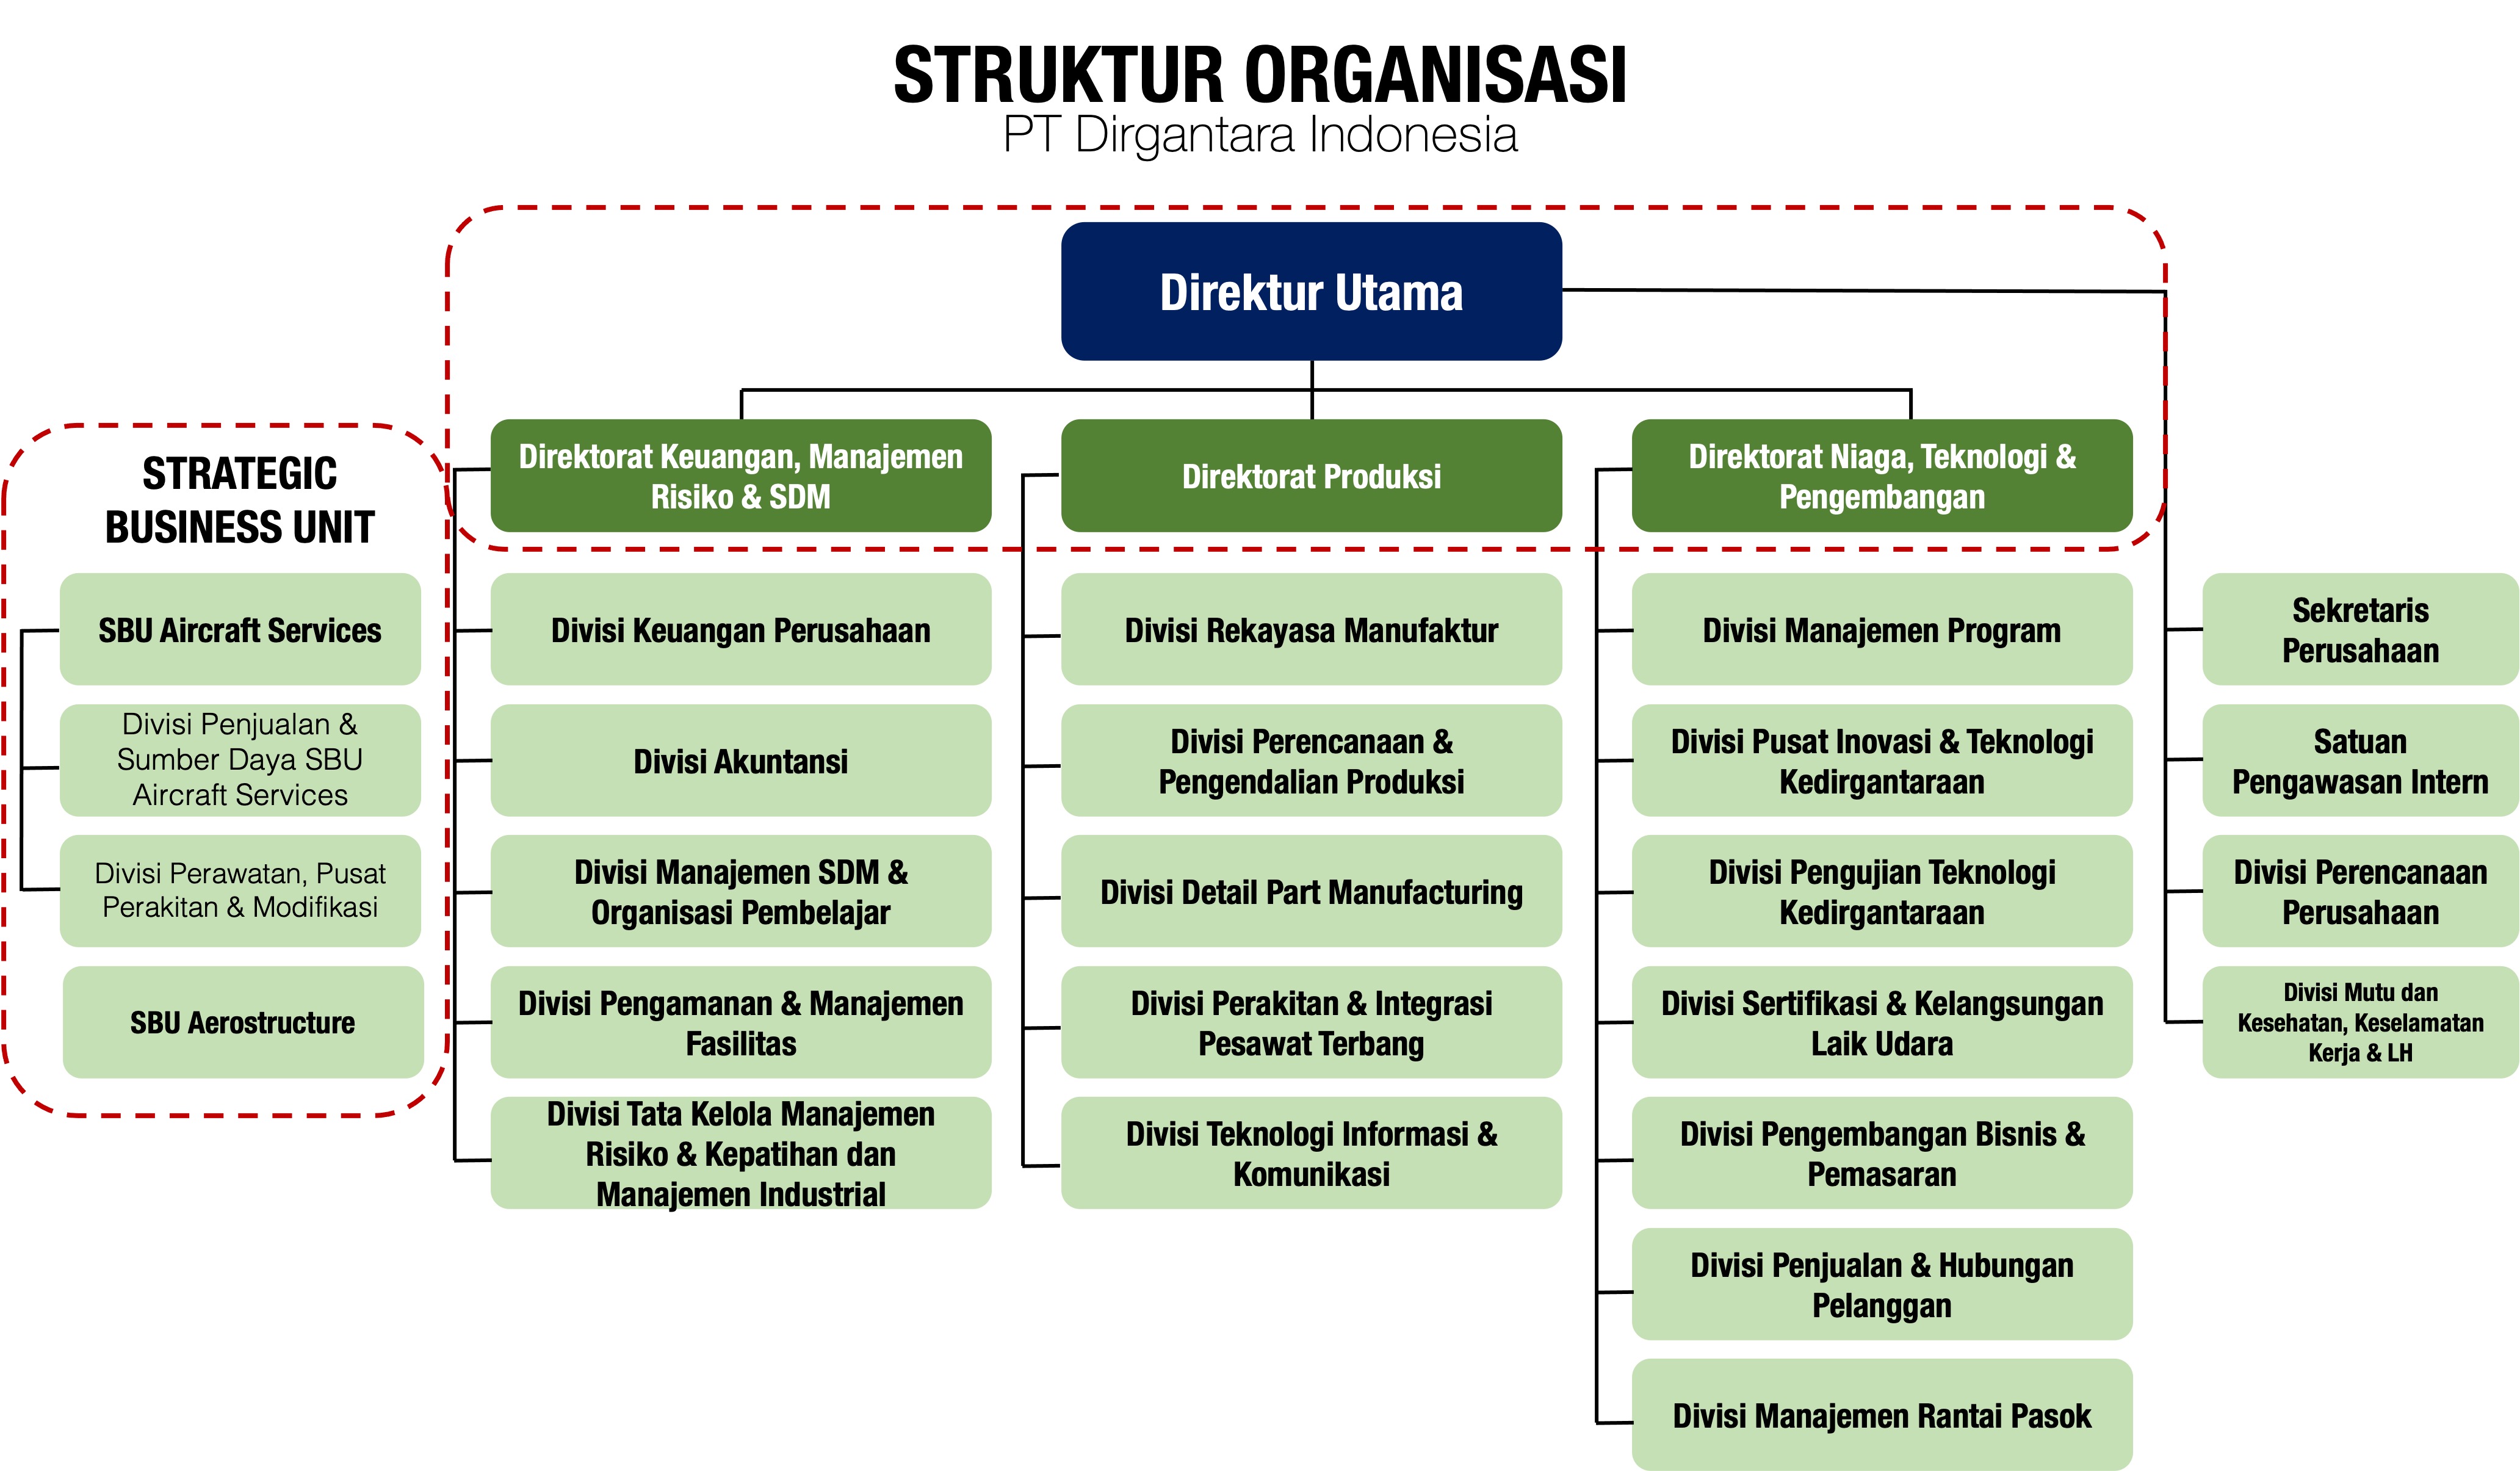 STRUKTUR ORGANISASI
PT Dirgantara Indonesia
Direktur Utama
STRATEGIC
BUSINESS UNIT
SBU Aircraft Services
Divisi Penjualan &
Sumber Daya SBU
Aircraft Services
Divisi Perawatan, Pusat
Perakitan & Modifikasi
SBU Aerostructure
Direktorat Keuangan, Manajemen
Risiko & SDM
Divisi Keuangan Perusahaan
Divisi Akuntansi
Divisi Manajemen SDM &
Organisasi Pembelajar
Divisi Pengamanan & Manajemen
Fasilitas
Divisi Tata Kelola Manajemen
Risiko & Kepatihan dan
Manajemen Industrial
Direktorat Produksi
Divisi Rekayasa Manufaktur
Divisi Perencanaan &
Pengendalian Produksi
Divisi Detail Part Manufacturing
Divisi Perakitan & Integrasi
Pesawat Terbang
Divisi Teknologi Informasi &
Komunikasi
Direktorat Niaga, Teknologi &
Pengembangan
Divisi Manajemen Program
Divisi Pusat Inovasi & Teknologi
Kedirgantaraan
Divisi Pengujian Teknologi
Kedirgantaraan
Divisi Sertifikasi & Kelangsungan
Laik Udara
Divisi Pengembangan Bisnis &
Pemasaran
Divisi Penjualan & Hubungan
Pelanggan
Divisi Manajemen Rantai Pasok
Sekretaris
Perusahaan
Satuan
Pengawasan Intern
Divisi Perencanaan
Perusahaan
Divisi Mutu dan
Kesehatan, Keselamatan
Kerja & LH